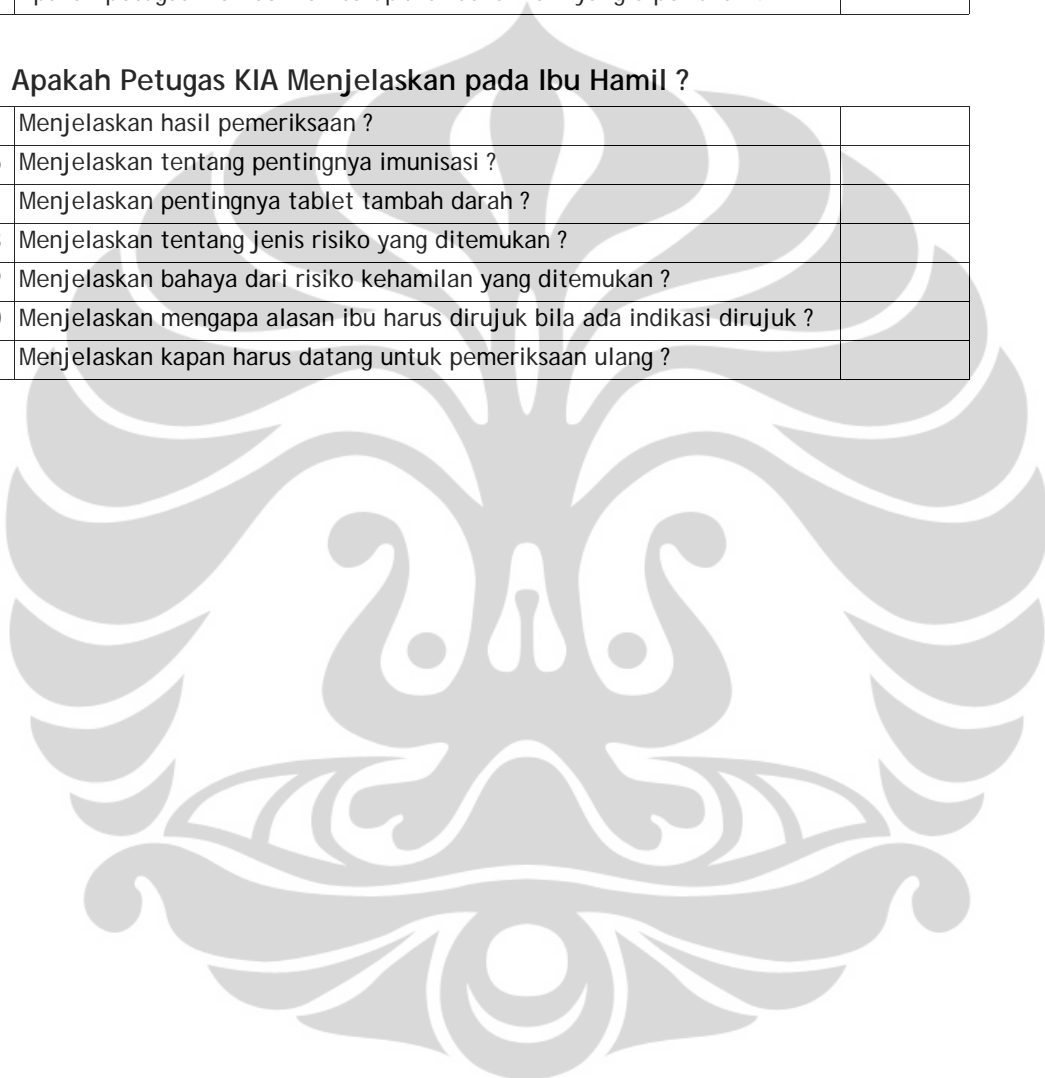 Apakah Petugas KIA Menjelaskan pada Ibu Hamil ?
Menjelaskan hasil pemeriksaan ?
Menjelaskan tentang pentingnya imunisasi ?
Menjelaskan pentingnya tablet tambah darah ?
Menjelaskan tentang jenis risiko yang ditemukan ?
Menjelaskan bahaya dari risiko kehamilan yang ditemukan ?
Menjelaskan mengapa alasan ibu harus dirujuk bila ada indikasi dirujuk ?
Menjelaskan kapan harus datang untuk pemeriksaan ulang ?